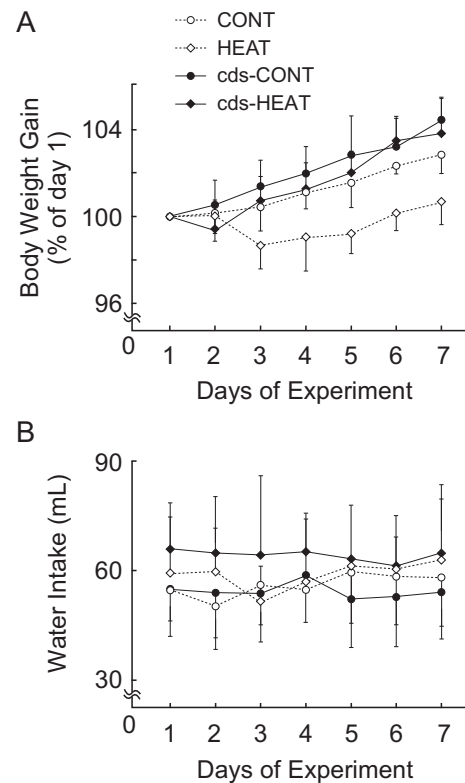 A
CONT
HEAT
cds-CONT
cds-HEAT
Body Weight Gain
(% of day 1)
104
100
96
0
1 2 3 4 5 6 7
Days of Experiment
B
Water Intake (mL)
90
60
30
0
1 2 3 4 5 6 7
Days of Experiment